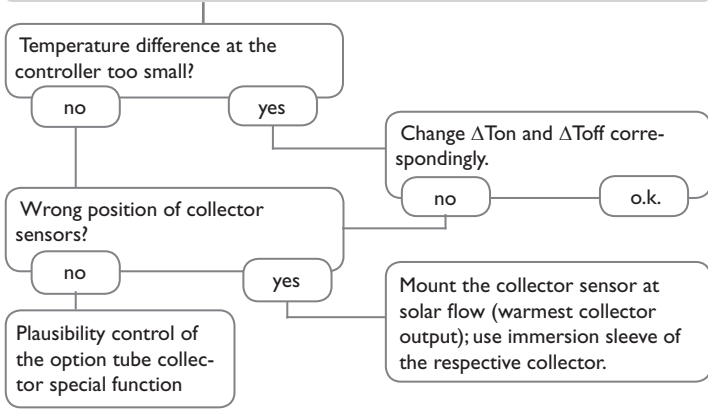 Temperature difference at the
controller too small?
no
yes
Change ΔTon and ΔToff corre-
spondingly.
no
o.k.
Wrong position of collector
sensors?
no
yes
Mount the collector sensor at
solar flow (warmest collector
output); use immersion sleeve of
the respective collector.
Plausibility control of
the option tube collec-
tor special function